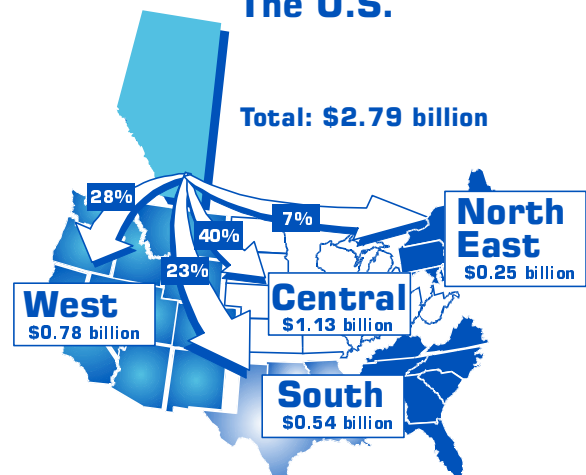 The U.S.
Total: $2.79 billion
28%
7%
40%
23%
North
East
$0.25 billion
West
$0.78 billion
Central
$1.13 billion
South
$0.54 billion